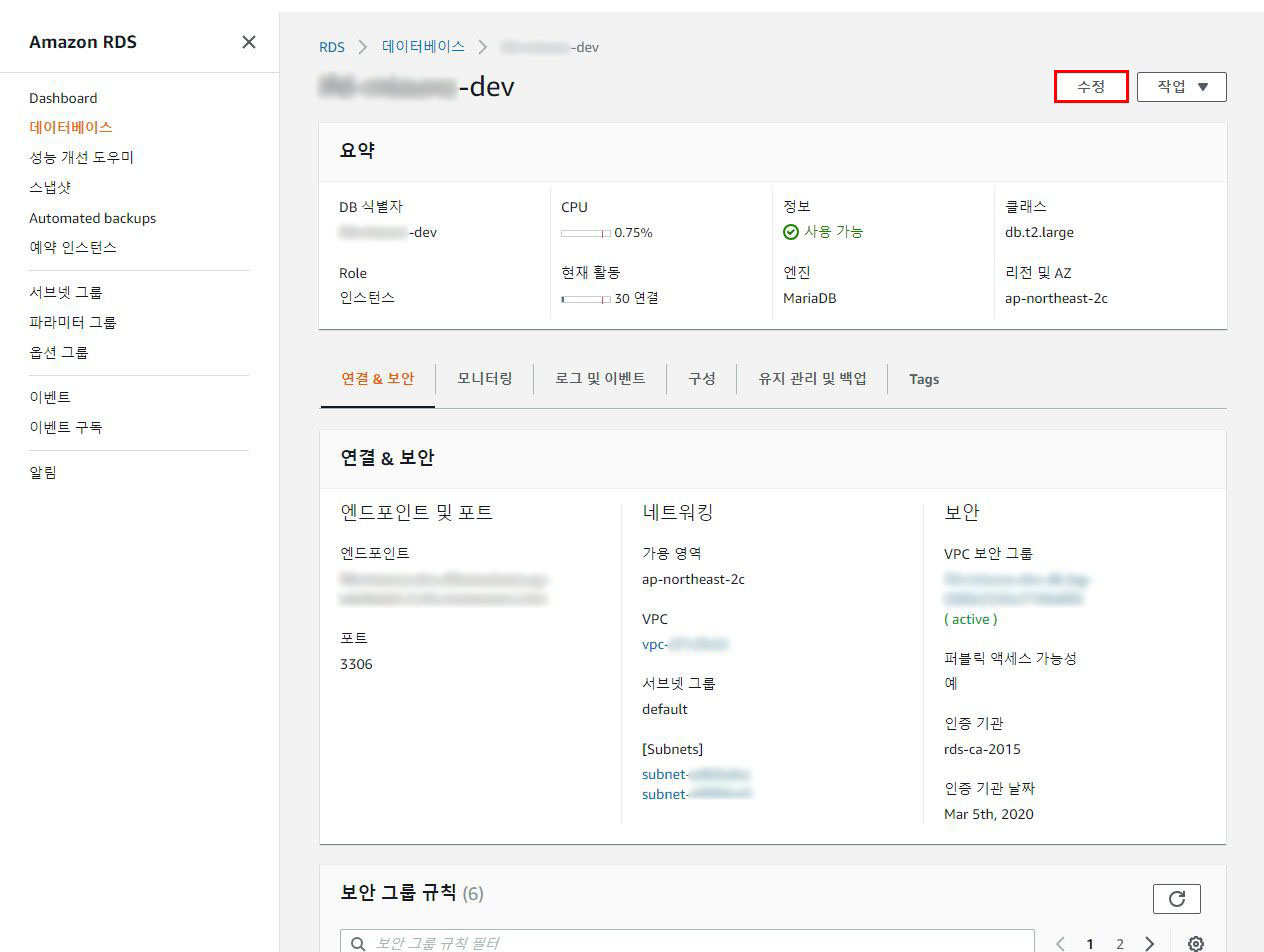 Amazon RDS
Dashboard
데이터베이스
성능 개선 도우미
스냅샷
Automated backups
예약 인스턴스
서브넷 그룹
파라미터 그룹
옵션 그룹
이벤트
이벤트 구독
알림
RDS 데이터베이스 -dev
-dev
수정 작업
요약
DB 식별자
-dev
Role
인스턴스
CPU
0.75%
현재 활동
30 연결
정보
사용 가능
엔진
MariaDB
클래스
db.t2.large
리전 및 AZ
ap-northeast-2c
연결 & 보안 모니터링 로그 및 이벤트 구성 유지 관리 및 백업 Tags
연결 & 보안
엔드포인트 및 포트
엔드포인트
포트
3306
네트워킹
가용 영역
ap-northeast-2c
VPC
vpc-
서브넷 그룹
default
[Subnets]
subnet-
subnet-
보안
VPC 보안 그룹
( active )
퍼블릭 액세스 가능성
예
인증 기관
rds-ca-2015
인증 기관 날짜
Mar 5th, 2020
보안 그룹 규칙 (6)
보안 그룹 규칙 필터
1 2